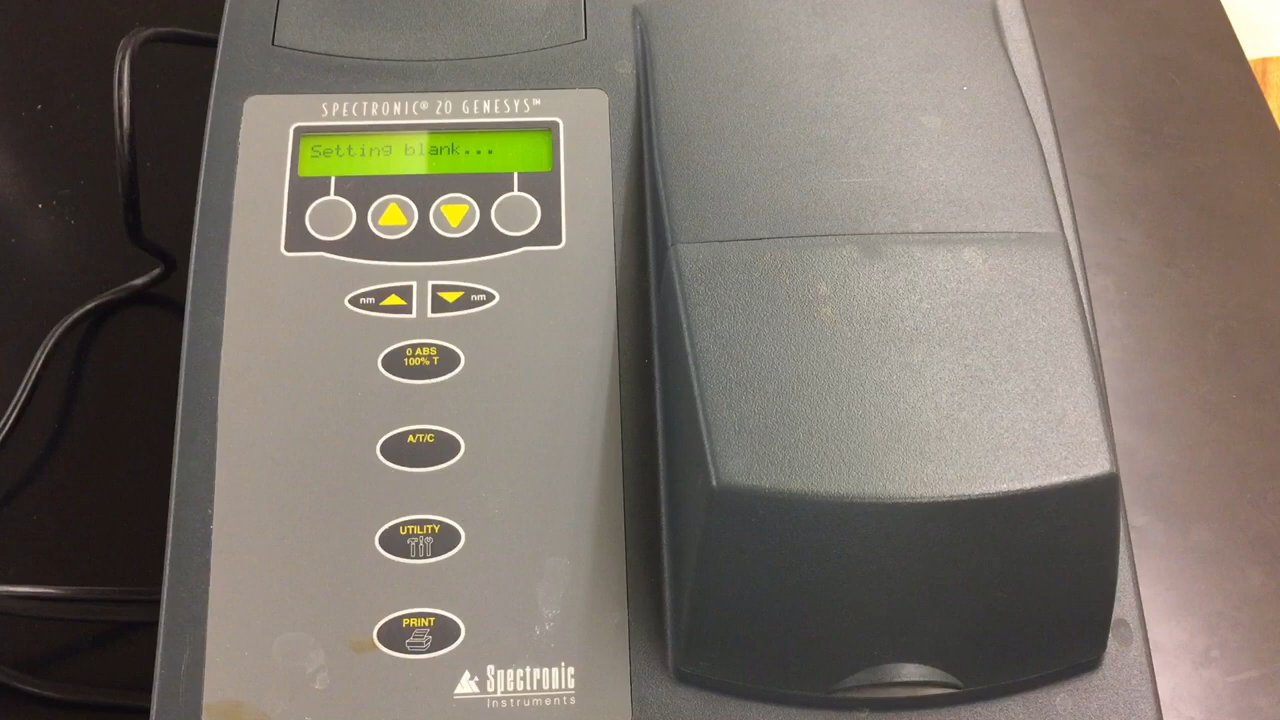 SPECTRONIC® 20 GENESYS™
Setting blank...
nm
nm
0 ABS
100% T
A/T/C
UTILITY
PRINT
Spectronic
Instruments